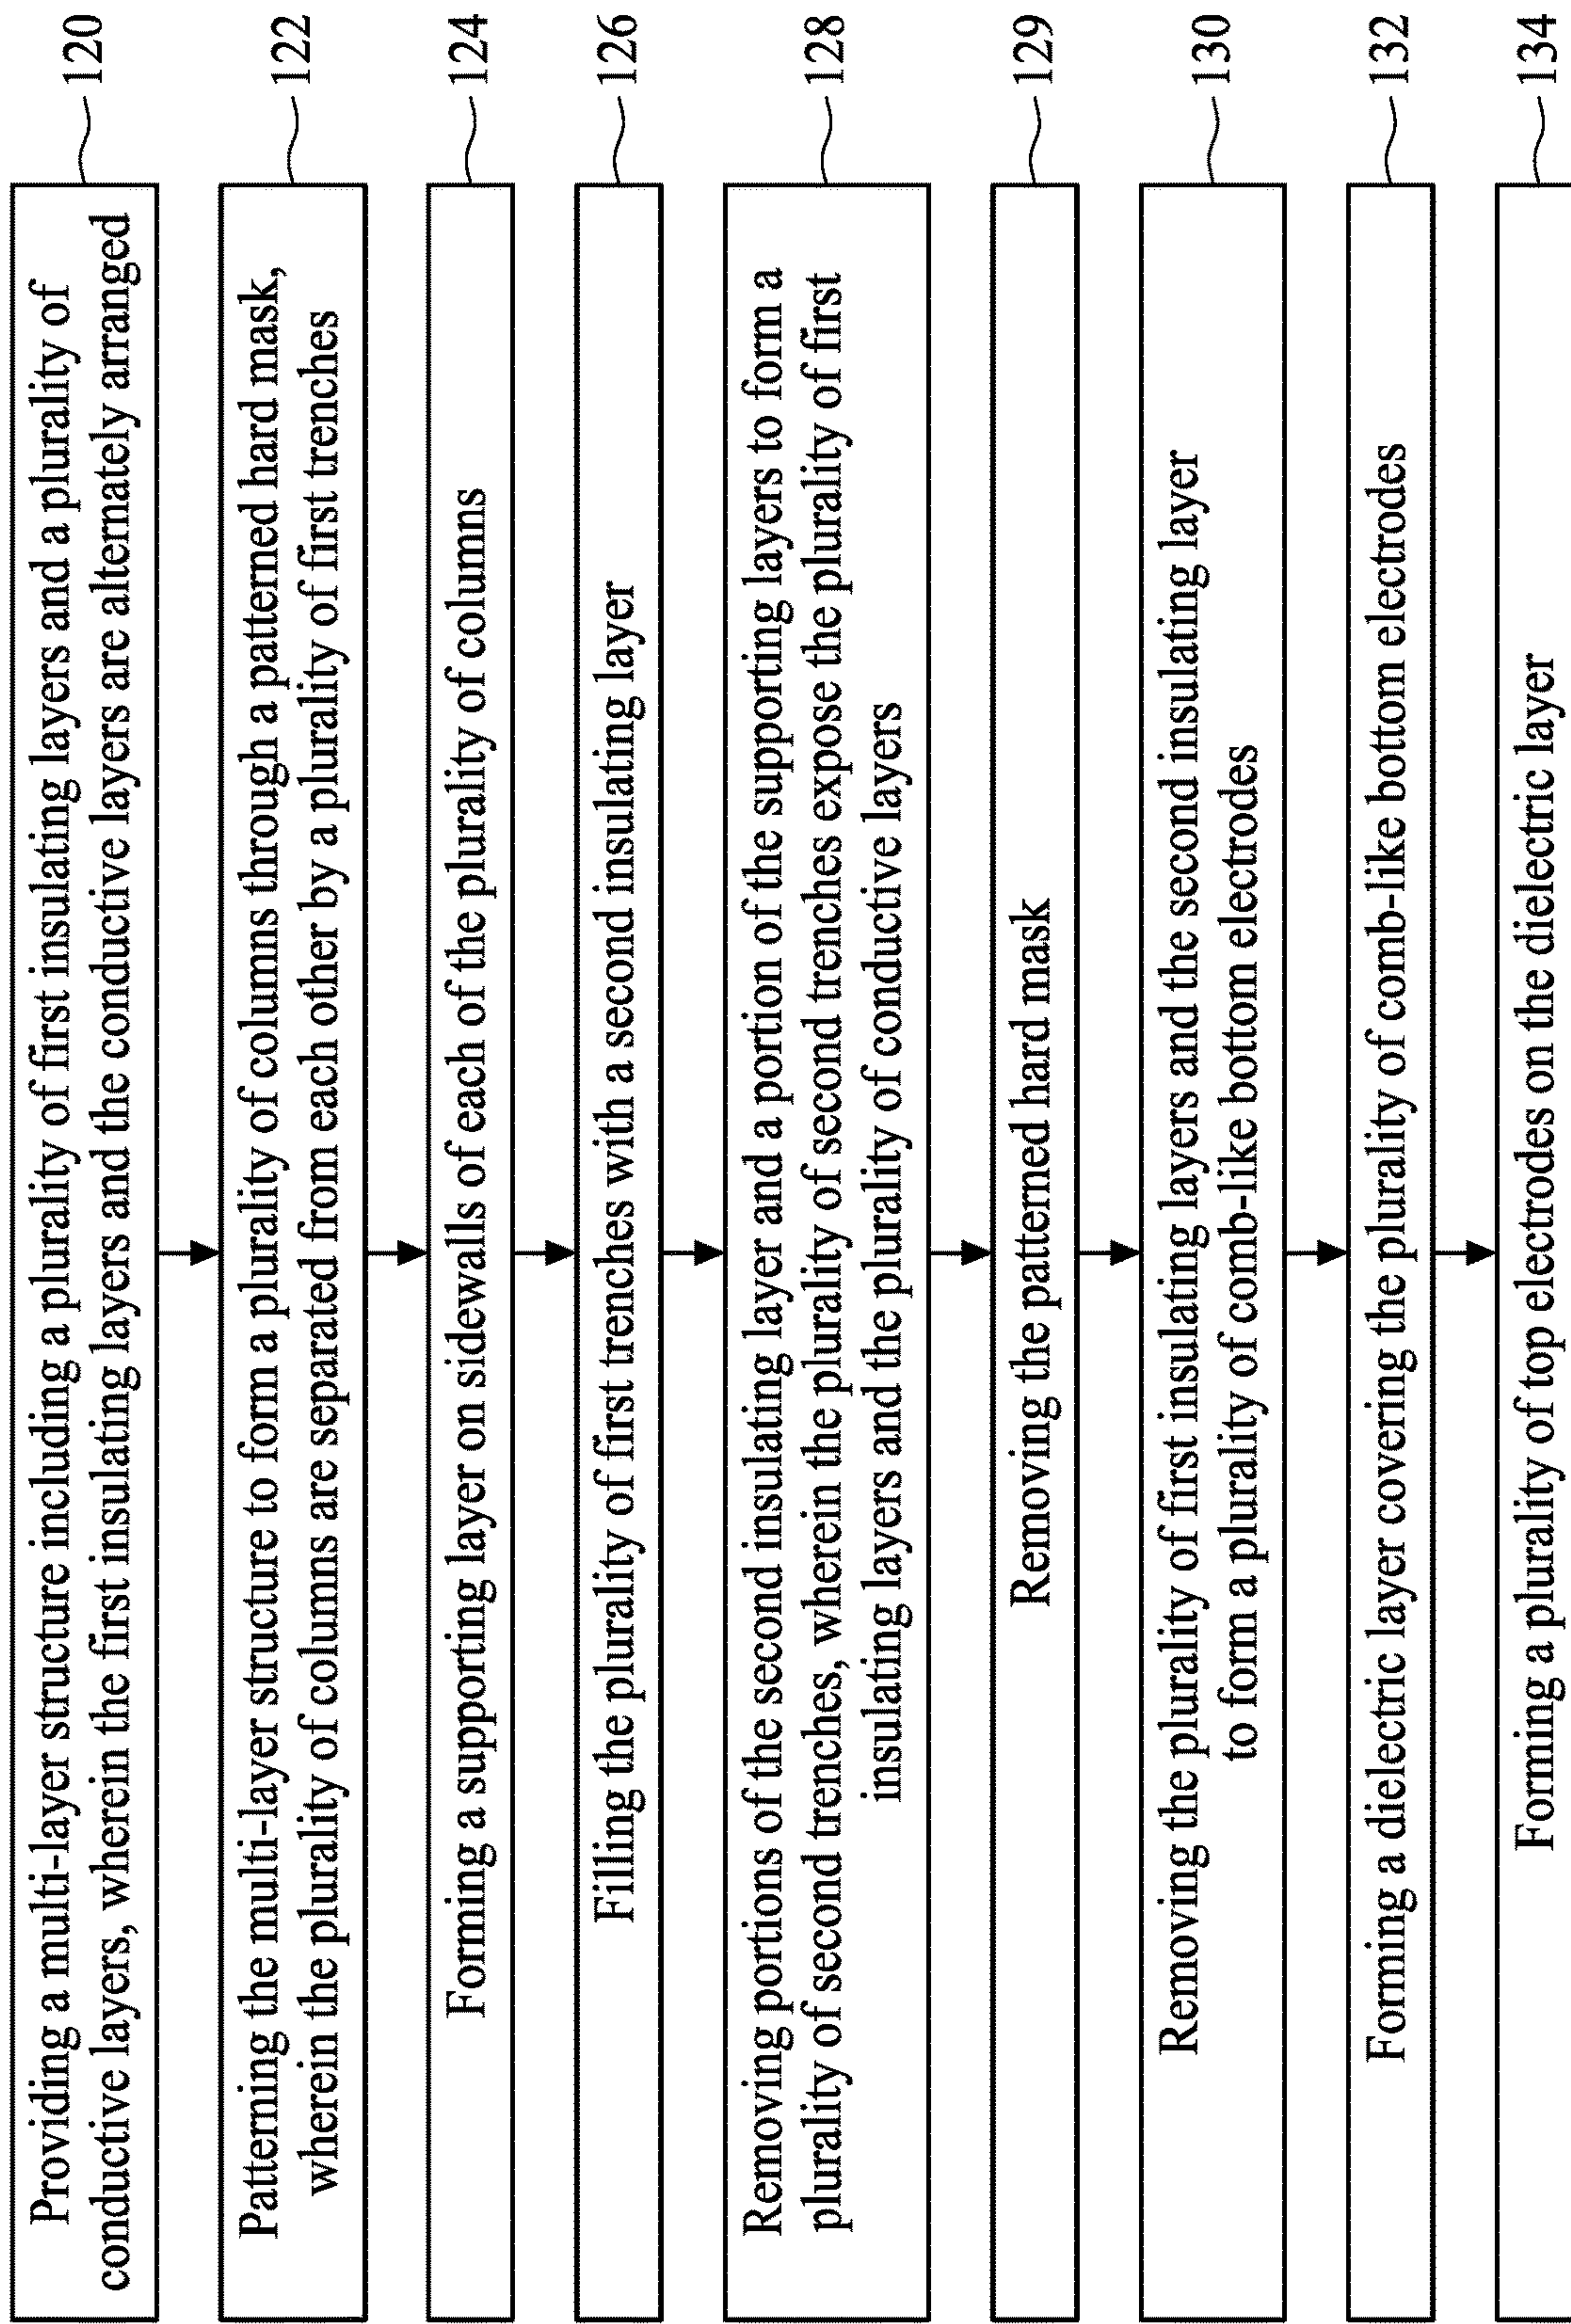 Providing a multi-layer structure including a plurality of first insulating layers and a plurality of
conductive layers, wherein the first insulating layers and the conductive layers are alternately arranged
120
Patterning the multi-layer structure to form a plurality of columns through a patterned hard mask,
wherein the plurality of columns are separated from each other by a plurality of first trenches
122
Forming a supporting layer on sidewalls of each of the plurality of columns
124
Filling the plurality of first trenches with a second insulating layer
126
Removing portions of the second insulating layer and a portion of the supporting layers to form a
plurality of second trenches, wherein the plurality of second trenches expose the plurality of first
insulating layers and the plurality of conductive layers
128
Removing the patterned hard mask
129
Removing the plurality of first insulating layers and the second insulating layer
to form a plurality of comb-like bottom electrodes
130
Forming a dielectric layer covering the plurality of comb-like bottom electrodes
132
Forming a plurality of top electrodes on the dielectric layer
134